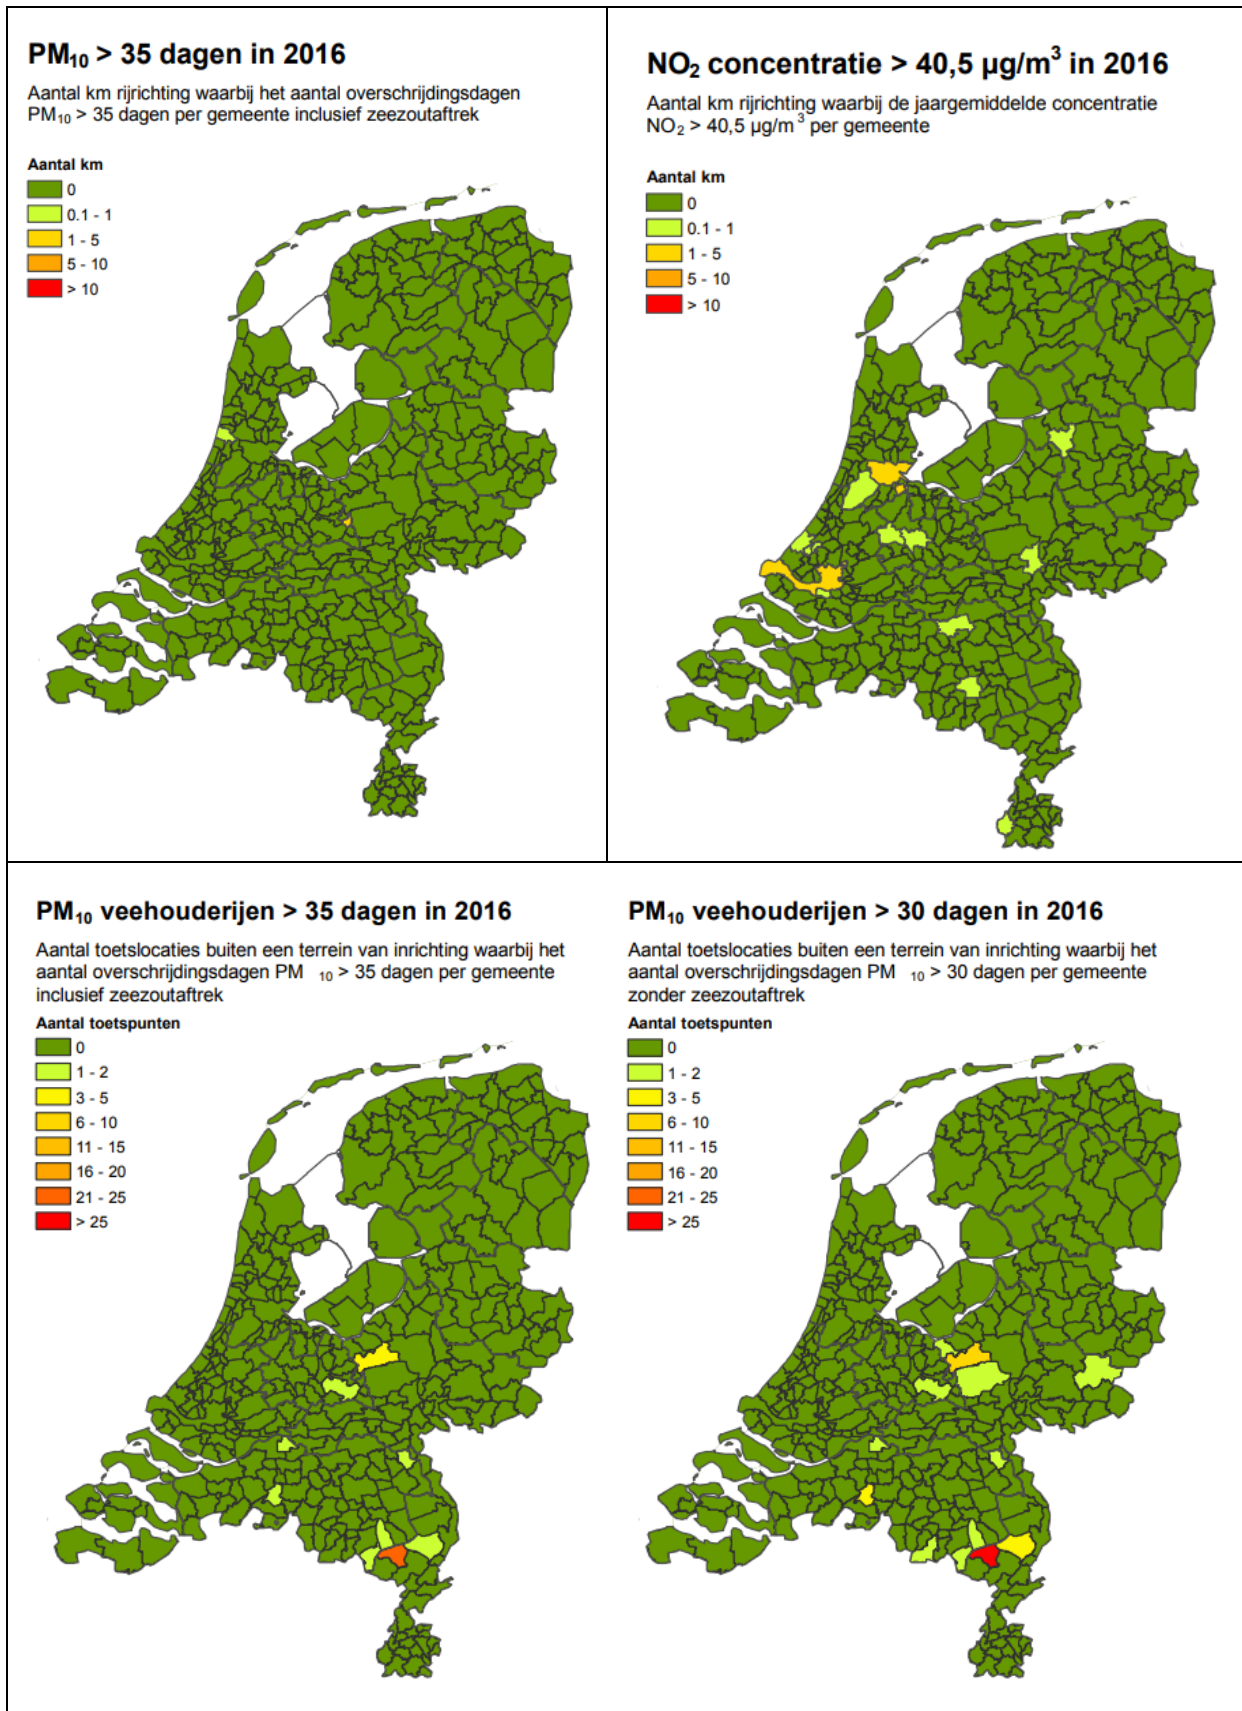 PM₁₀ > 35 dagen in 2016
Aantal km rijrichting waarbij het aantal overschrijdingsdagen
PM₁₀ > 35 dagen per gemeente inclusief zeezoutaftrek
Aantal km
0
0.1 - 1
1 - 5
5 - 10
> 10
NO₂ concentratie > 40,5 µg/m³ in 2016
Aantal km rijrichting waarbij de jaargemiddelde concentratie
NO₂ > 40,5 µg/m³ per gemeente
Aantal km
0
0.1 - 1
1 - 5
5 - 10
> 10
PM₁₀ veehouderijen > 35 dagen in 2016
Aantal toetslocaties buiten een terrein van inrichting waarbij het
aantal overschrijdingsdagen PM ₁₀ > 35 dagen per gemeente
inclusief zeezoutaftrek
Aantal toetspunten
0
1 - 2
3 - 5
6 - 10
11 - 15
16 - 20
21 - 25
> 25
PM₁₀ veehouderijen > 30 dagen in 2016
Aantal toetslocaties buiten een terrein van inrichting waarbij het
aantal overschrijdingsdagen PM ₁₀ > 30 dagen per gemeente
zonder zeezoutaftrek
Aantal toetspunten
0
1 - 2
3 - 5
6 - 10
11 - 15
16 - 20
21 - 25
> 25